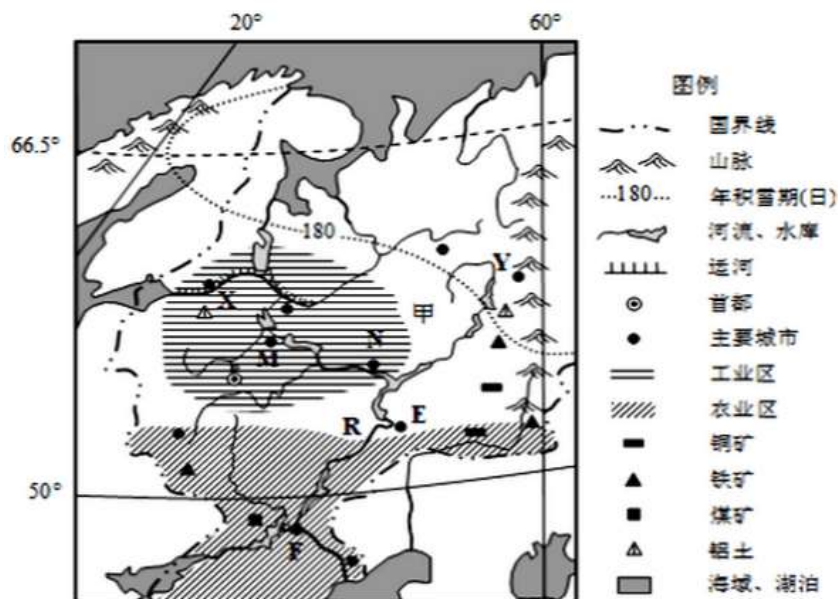 20°
60°
66.5°
180
X
Y
甲
M
N
R
E
50°
F
图例
国界线
山脉
180
年积雪期(日)
河流、水库
运河
首都
主要城市
工业区
农业区
铜矿
铁矿
煤矿
铝土
海域、湖泊